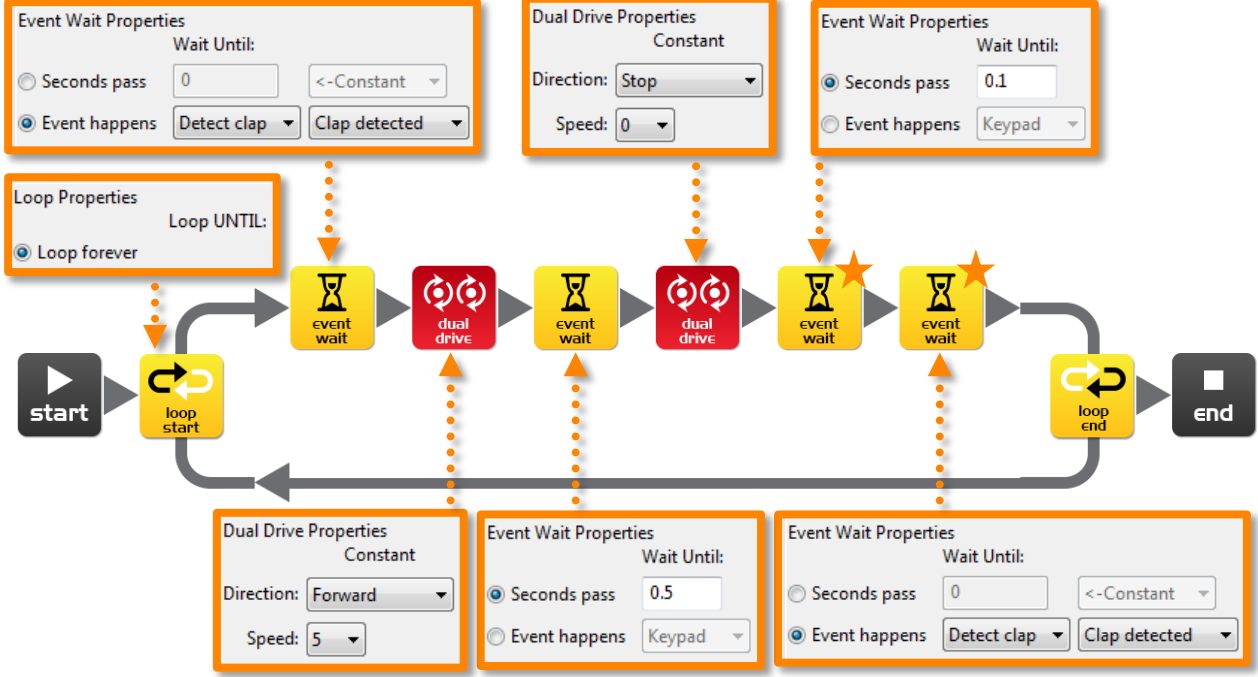 Event Wait Properties
Wait Until:
Seconds pass 0 <-Constant
Event happens Detect clap Clap detected
Dual Drive Properties
Constant
Direction: Stop
Speed: 0
Event Wait Properties
Wait Until:
Seconds pass 0.1
Event happens Keypad
Loop Properties
Loop UNTIL:
Loop forever
event
wait
dual
drive
event
wait
dual
drive
event
wait
event
wait
start
loop
start
loop
end
end
Dual Drive Properties
Constant
Direction: Forward
Speed: 5
Event Wait Properties
Wait Until:
Seconds pass 0.5
Event happens Keypad
Event Wait Properties
Wait Until:
Seconds pass 0 <-Constant
Event happens Detect clap Clap detected